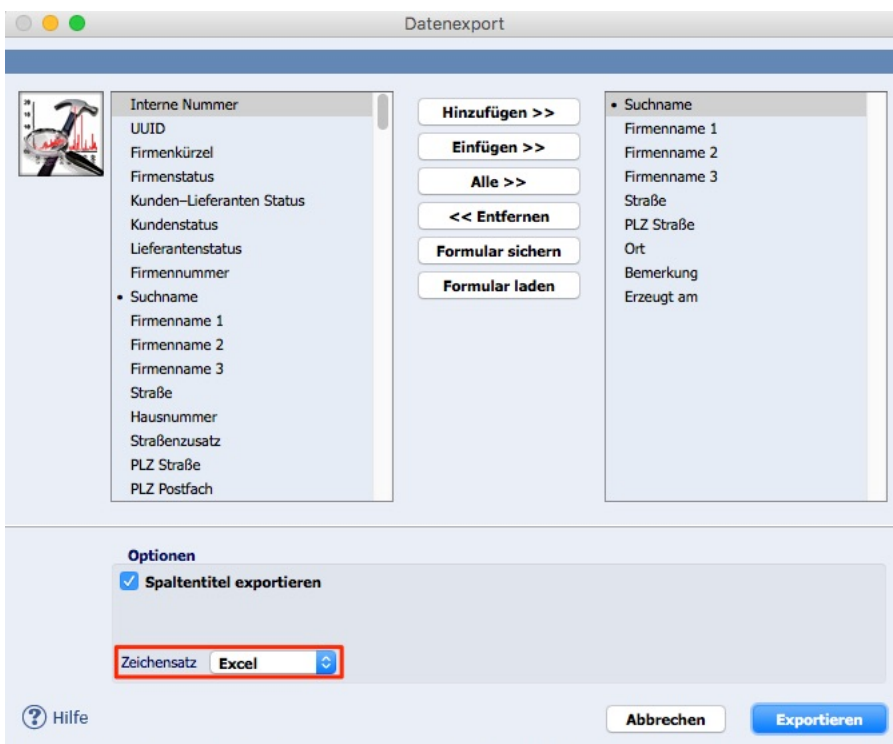 Datenexport
Interne Nummer
UUID
Firmenkürzel
Firmenstatus
Kunden–Lieferanten Status
Kundenstatus
Lieferantenstatus
Firmennummer
• Suchname
Firmenname 1
Firmenname 2
Firmenname 3
Straße
Hausnummer
Straßenzusatz
PLZ Straße
PLZ Postfach
Hinzufügen >>
Einfügen >>
Alle >>
<< Entfernen
Formular sichern
Formular laden
• Suchname
Firmenname 1
Firmenname 2
Firmenname 3
Straße
PLZ Straße
Ort
Bemerkung
Erzeugt am
Optionen
Spaltentitel exportieren
Zeichensatz Excel
? Hilfe
Abbrechen
Exportieren